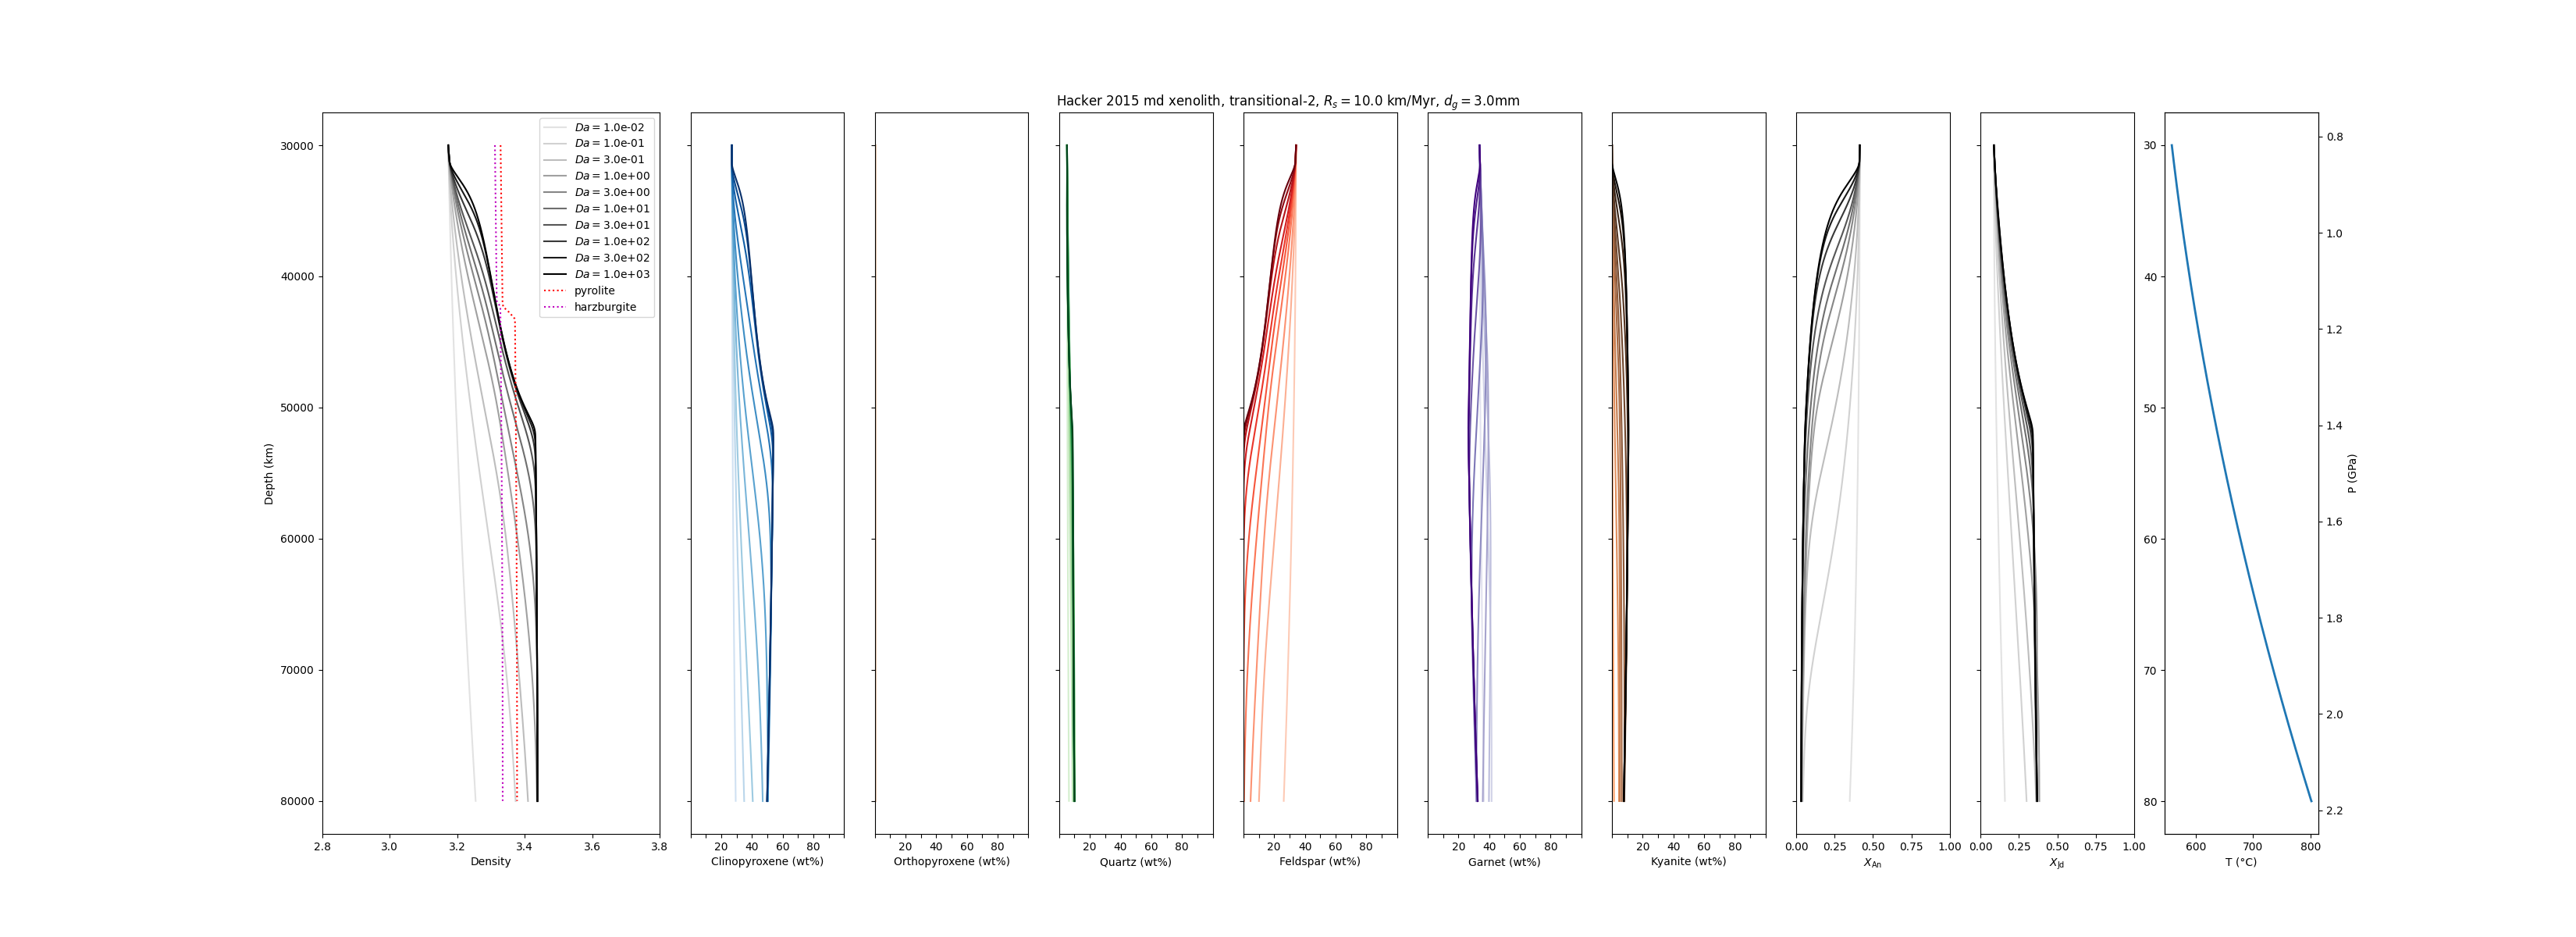 Hacker 2015 md xenolith, transitional-2, R_s = 10.0 km/Myr, d_g = 3.0mm
Da = 1.0e-02
Da = 1.0e-01
Da = 3.0e-01
Da = 1.0e+00
Da = 3.0e+00
Da = 1.0e+01
Da = 3.0e+01
Da = 1.0e+02
Da = 3.0e+02
Da = 1.0e+03
pyrolite
harzburgite
Depth (km)
30000
40000
50000
60000
70000
80000
2.8 3.0 3.2 3.4 3.6 3.8
Density
20 40 60 80
Clinopyroxene (wt%)
20 40 60 80
Orthopyroxene (wt%)
20 40 60 80
Quartz (wt%)
20 40 60 80
Feldspar (wt%)
20 40 60 80
Garnet (wt%)
20 40 60 80
Kyanite (wt%)
0.00 0.25 0.50 0.75 1.00
X_An
0.00 0.25 0.50 0.75 1.00
X_Jd
30
40
50
60
70
80
600 700 800
T (°C)
0.8
1.0
1.2
1.4
1.6
1.8
2.0
2.2
P (GPa)